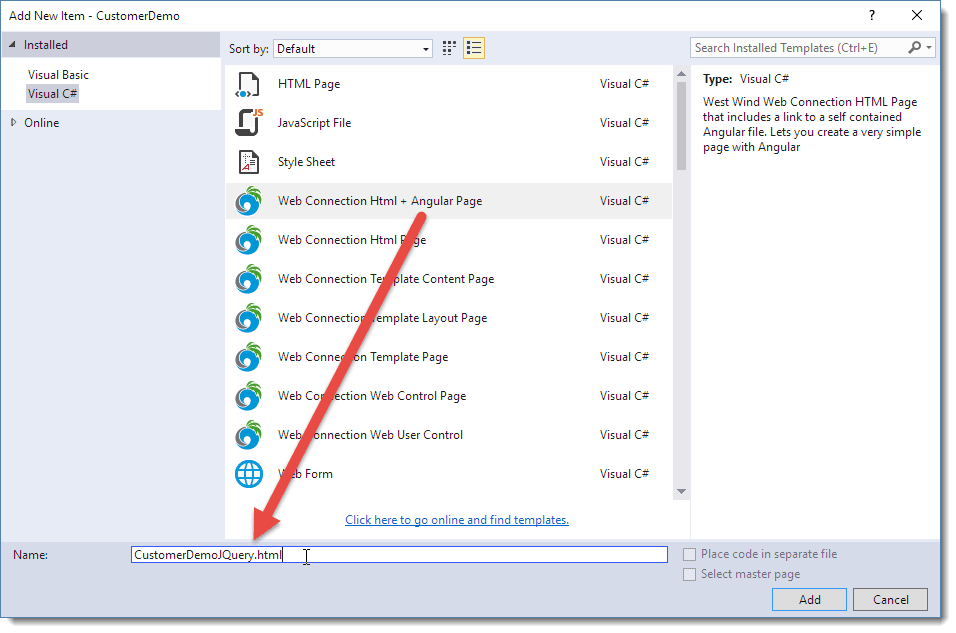 Add New Item - CustomerDemo
?
Installed
Visual Basic
Visual C#
Online
Sort by: Default
Search Installed Templates (Ctrl+E)
HTML Page Visual C#
JavaScript File Visual C#
Style Sheet Visual C#
Web Connection Html + Angular Page Visual C#
Web Connection Html Page Visual C#
Web Connection Template Content Page Visual C#
Web Connection Template Layout Page Visual C#
Web Connection Template Page Visual C#
Web Connection Web Control Page Visual C#
Web Connection Web User Control Visual C#
Web Form Visual C#
Click here to go online and find templates.
Type: Visual C#
West Wind Web Connection HTML Page
that includes a link to a self contained
Angular file. Lets you create a very simple
page with Angular
Name: CustomerDemoJQuery.html
Place code in separate file
Select master page
Add Cancel